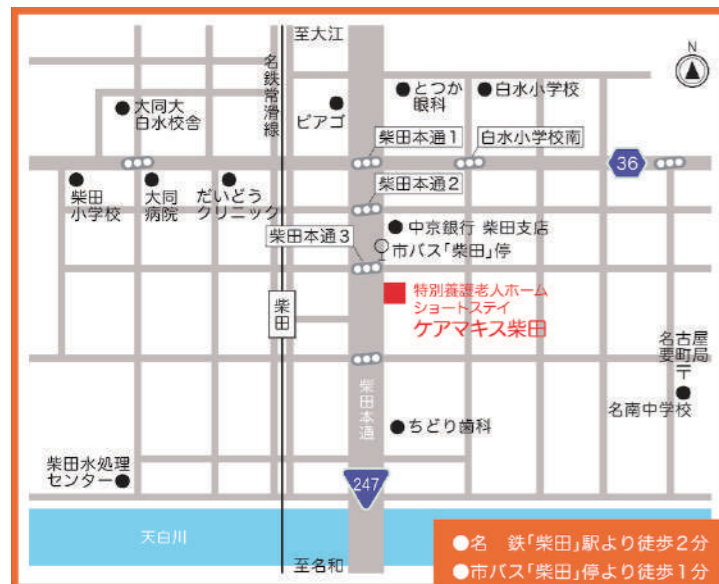 至大江
N
名鉄常滑線
大同大
白水校舎
ピアゴ
とつか
眼科
白水小学校
柴田本通1
白水小学校南
36
柴田
小学校
大同
病院
だいどう
クリニック
柴田本通2
中京銀行 柴田支店
柴田本通3
市バス「柴田」停
特別養護老人ホーム
ショートステイ
ケアマキス柴田
柴田
名古屋
要町局
〒
名南中学校
柴田本通
ちどり歯科
柴田水処理
センター
247
天白川
至名和
●名 鉄「柴田」駅より徒歩2分
●市バス「柴田」停より徒歩1分